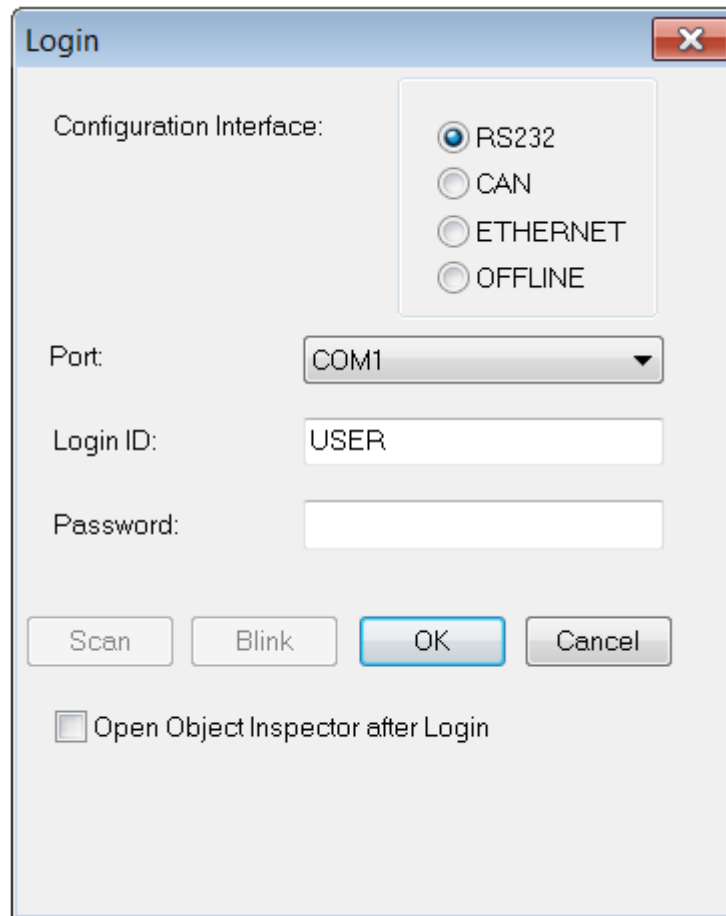 Login
Configuration Interface:
RS232
CAN
ETHERNET
OFFLINE
Port: COM1
Login ID: USER
Password:
Scan Blink OK Cancel
Open Object Inspector after Login